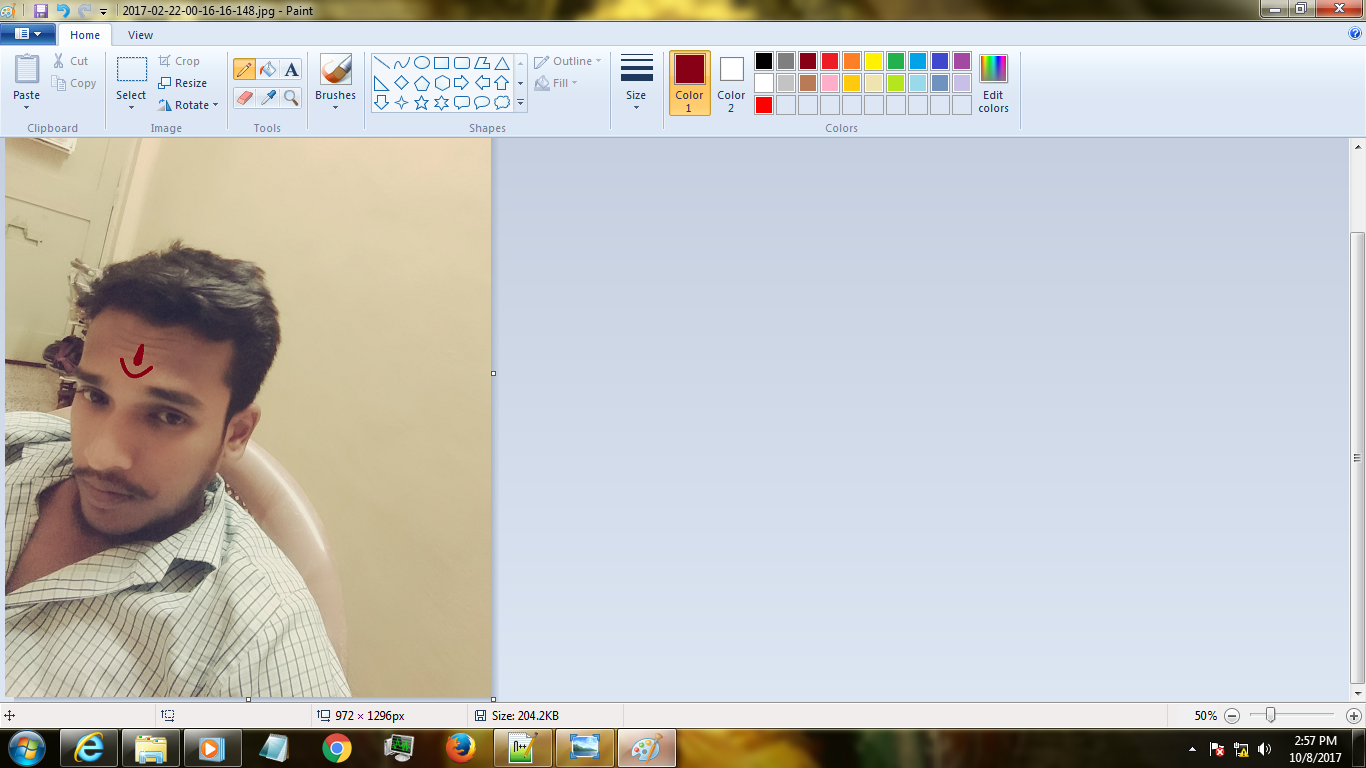 2017-02-22-00-16-16-148.jpg - Paint
Home View
Paste Cut Copy
Clipboard
Select Crop Resize Rotate
Image
A
Tools
Brushes
Outline Fill
Shapes
Size
Color 1
Color 2
Edit colors
Colors
972 × 1296px Size: 204.2KB 50%
2:57 PM
10/8/2017